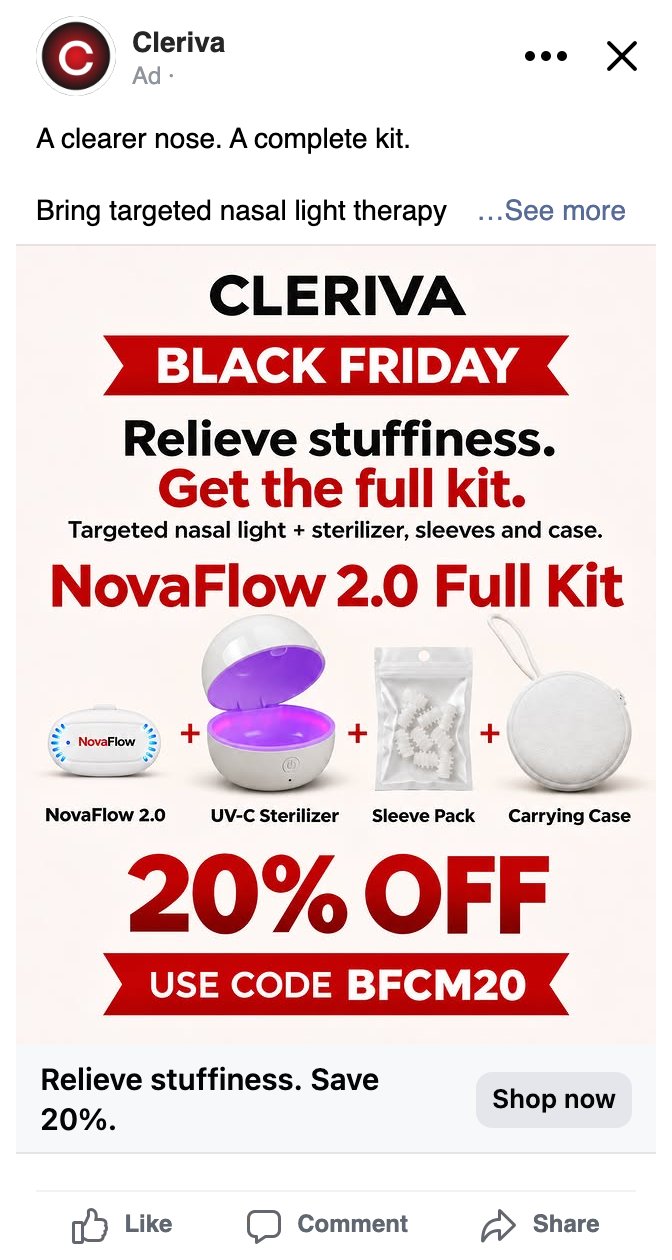 C
Cleriva
Ad ·
A clearer nose. A complete kit.
Bring targeted nasal light therapy ...See more
CLERIVA
BLACK FRIDAY
Relieve stuffiness.
Get the full kit.
Targeted nasal light + sterilizer, sleeves and case.
NovaFlow 2.0 Full Kit
NovaFlow
+ + +
NovaFlow 2.0 UV-C Sterilizer Sleeve Pack Carrying Case
20% OFF
USE CODE BFCM20
Relieve stuffiness. Save
20%.
Shop now
Like Comment Share